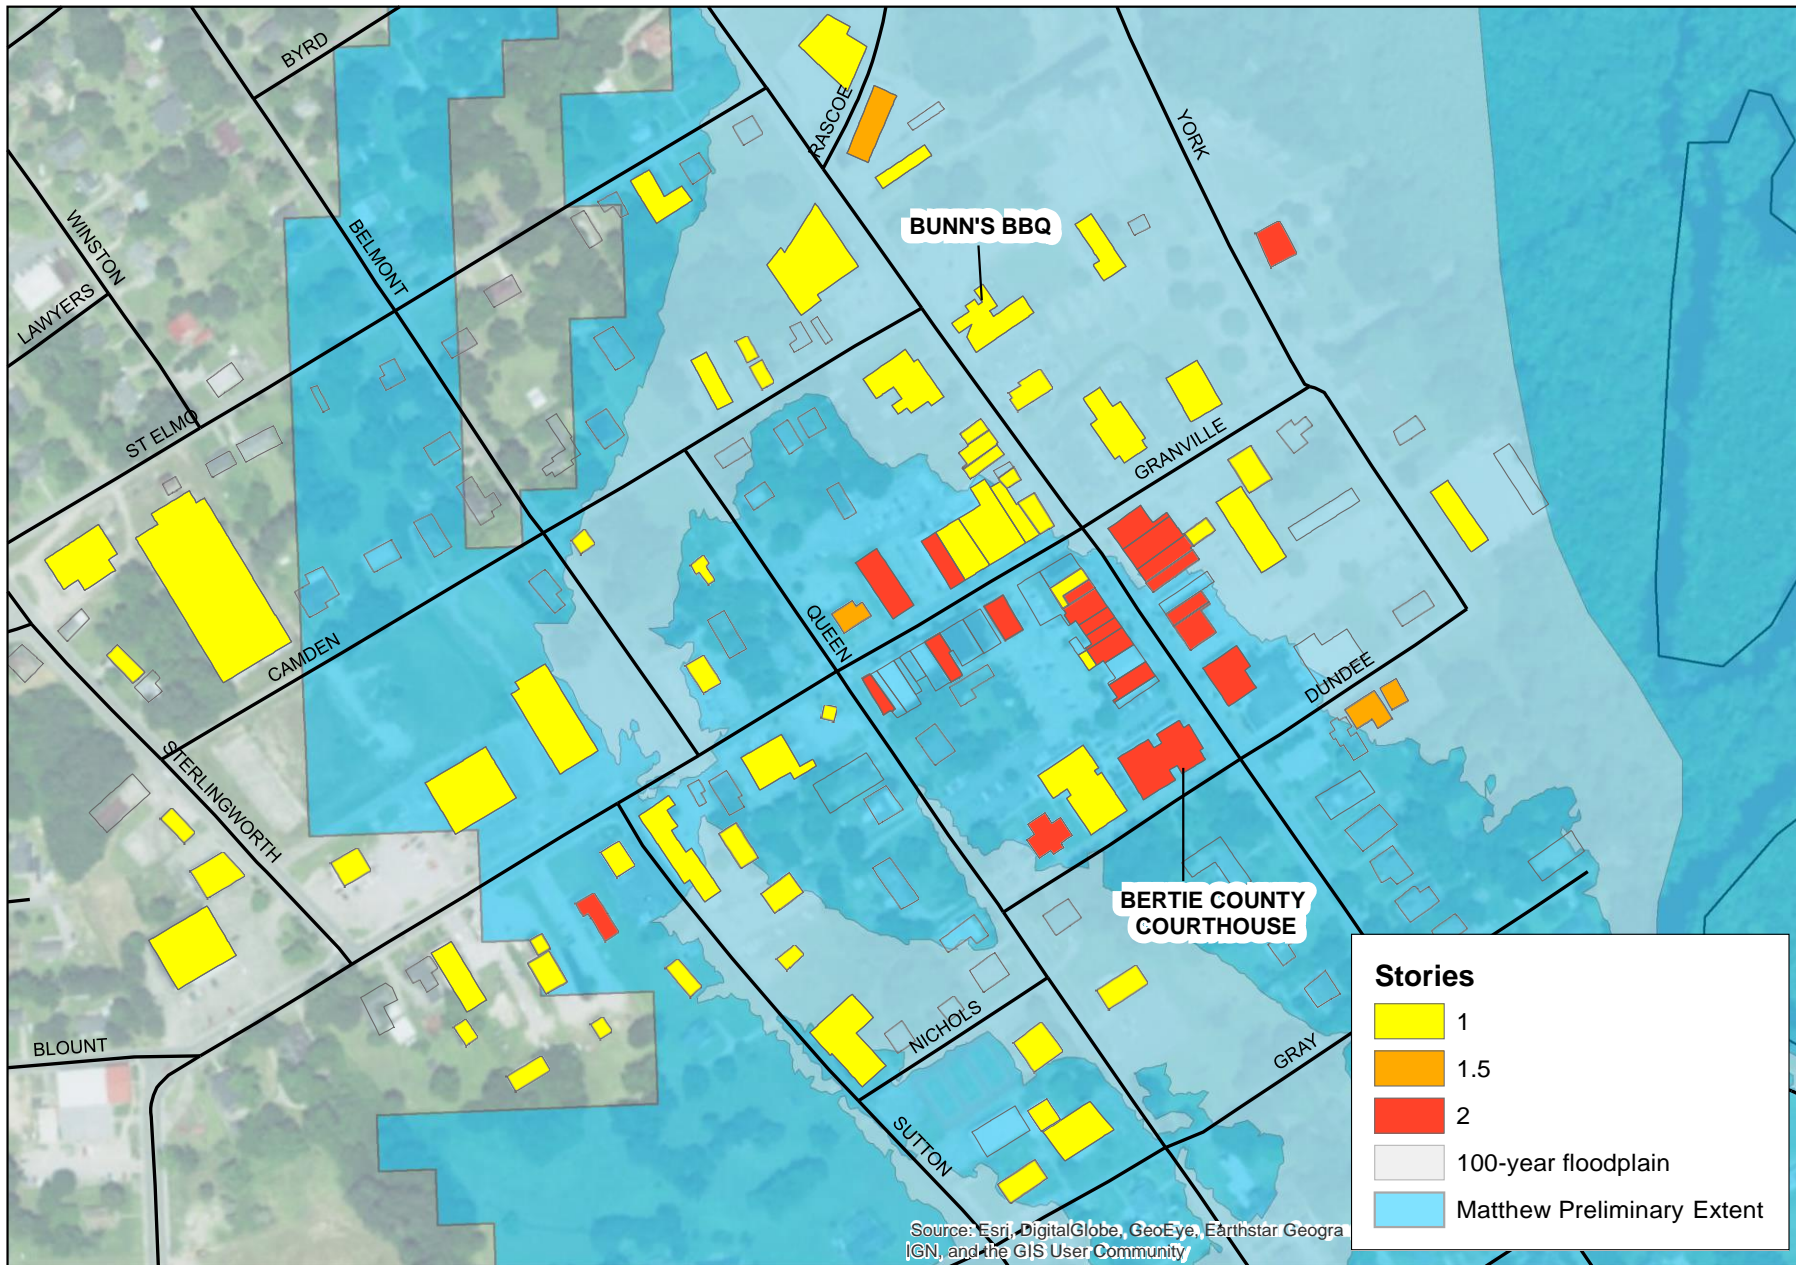 BYRD
RASCOE
YORK
WINSTON
BELMONT
BUNN'S BBQ
LAWYERS
ST ELMO
GRANVILLE
CAMDEN
QUEEN
DUNDEE
STERLINGWORTH
BERTIE COUNTY
COURTHOUSE
NICHOLS
BLOUNT
GRAY
SUTTON
Stories
1
1.5
2
100-year floodplain
Matthew Preliminary Extent
Source: Esri, DigitalGlobe, GeoEye, Earthstar Geogra
IGN, and the GIS User Community